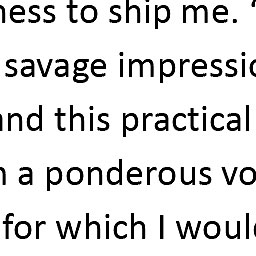 ness to ship me. "
savage impressio
and this practical
a ponderous vo
for which I would